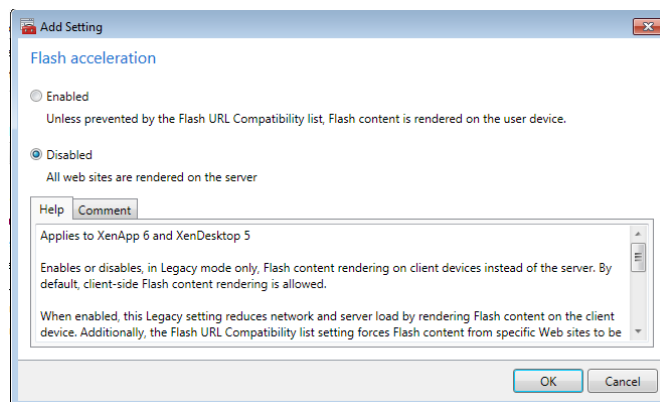 Add Setting
Flash acceleration
Enabled
Unless prevented by the Flash URL Compatibility list, Flash content is rendered on the user device.
Disabled
All web sites are rendered on the server
Help Comment
Applies to XenApp 6 and XenDesktop 5
Enables or disables, in Legacy mode only, Flash content rendering on client devices instead of the server. By
default, client-side Flash content rendering is allowed.
When enabled, this Legacy setting reduces network and server load by rendering Flash content on the client
device. Additionally, the Flash URL Compatibility list setting forces Flash content from specific Web sites to be
OK Cancel